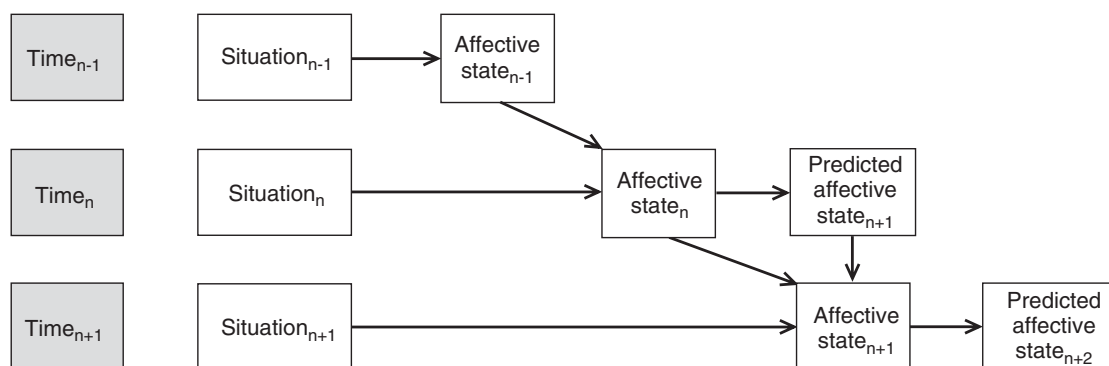 Time_{n-1}
Situation_{n-1}
Affective
state_{n-1}
Time_n
Situation_n
Affective
state_n
Predicted
affective
state_{n+1}
Time_{n+1}
Situation_{n+1}
Affective
state_{n+1}
Predicted
affective
state_{n+2}